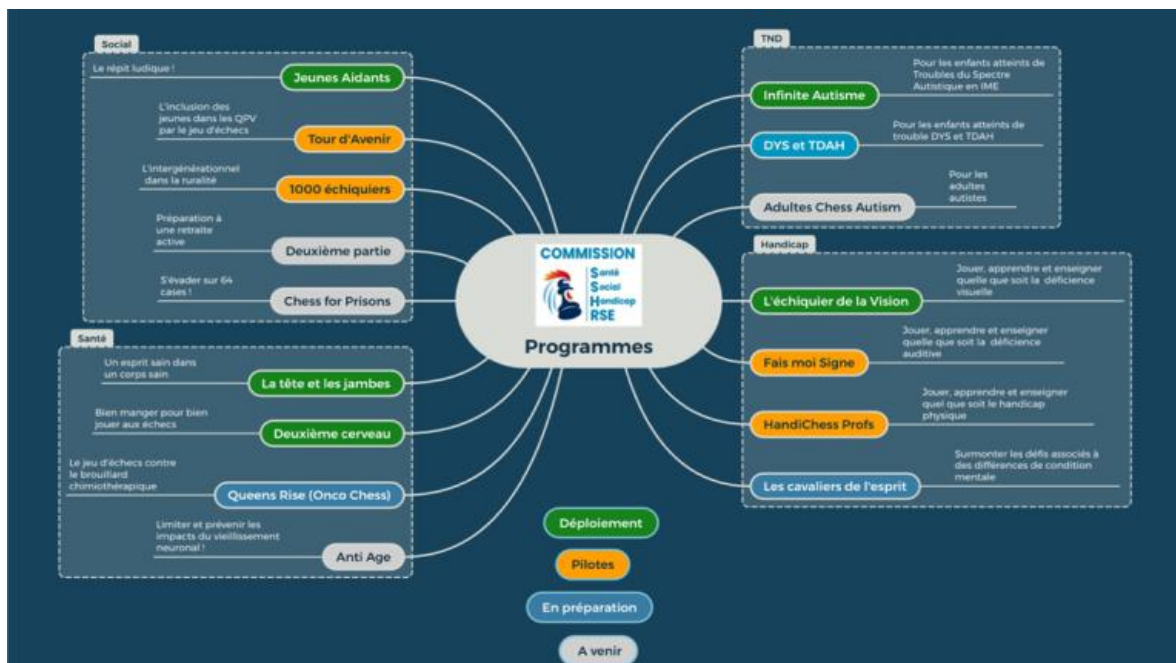 Social
Le répit ludique !
Jeunes Aidants
L'inclusion des
jeunes dans les QPV
par le jeu d'échecs
Tour d'Avenir
L'intergénérationnel
dans la ruralité
1000 échiquiers
Préparation à
une retraite
active
Deuxième partie
S'évader sur 64
cases !
Chess for Prisons
Santé
Un esprit sain dans
un corps sain
La tête et les jambes
Bien manger pour bien
jouer aux échecs
Deuxième cerveau
Le jeu d'échecs contre
le brouillard
chimiothérapique
Queens Rise (Onco Chess)
Limiter et prévenir les
impacts du vieillissement
neuronal !
Anti Age
COMMISSION
Santé
Social
Handicap
RSE
Programmes
TND
Pour les enfants atteints de
Troubles du Spectre
Autistique en IME
Infinite Autisme
Pour les enfants atteints de
trouble DYS et TDAH
DYS et TDAH
Pour les
adultes
autistes
Adultes Chess Autism
Handicap
Jouer, apprendre et enseigner
quelle que soit la déficience
visuelle
L'échiquier de la Vision
Jouer, apprendre et enseigner
quelle que soit la déficience
auditive
Fais moi Signe
Jouer, apprendre et enseigner
quel que soit le handicap
physique
HandiChess Profs
Surmonter les défis associés à
des différences de condition
mentale
Les cavaliers de l'esprit
Déploiement
Pilotes
En préparation
A venir